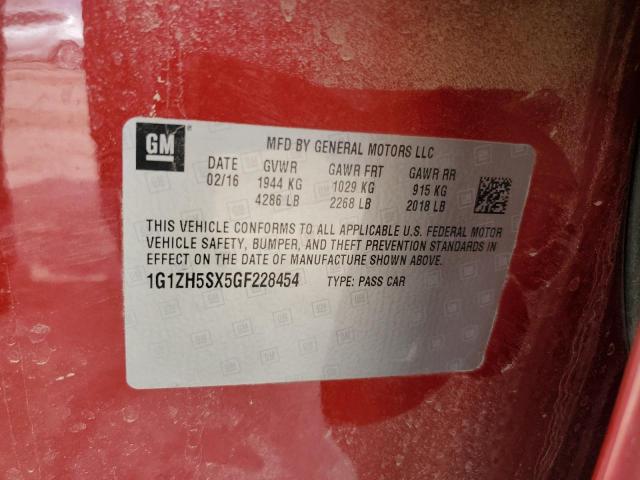 GM
MFD BY GENERAL MOTORS LLC
DATE GVWR GAWR FRT GAWR RR
02/16 1944 KG 1029 KG 915 KG
4286 LB 2268 LB 2018 LB
THIS VEHICLE CONFORMS TO ALL APPLICABLE U.S. FEDERAL MOTOR
VEHICLE SAFETY, BUMPER, AND THEFT PREVENTION STANDARDS IN
EFFECT ON THE DATE OF MANUFACTURE SHOWN ABOVE.
1G1ZH5SX5GF228454 TYPE: PASS CAR